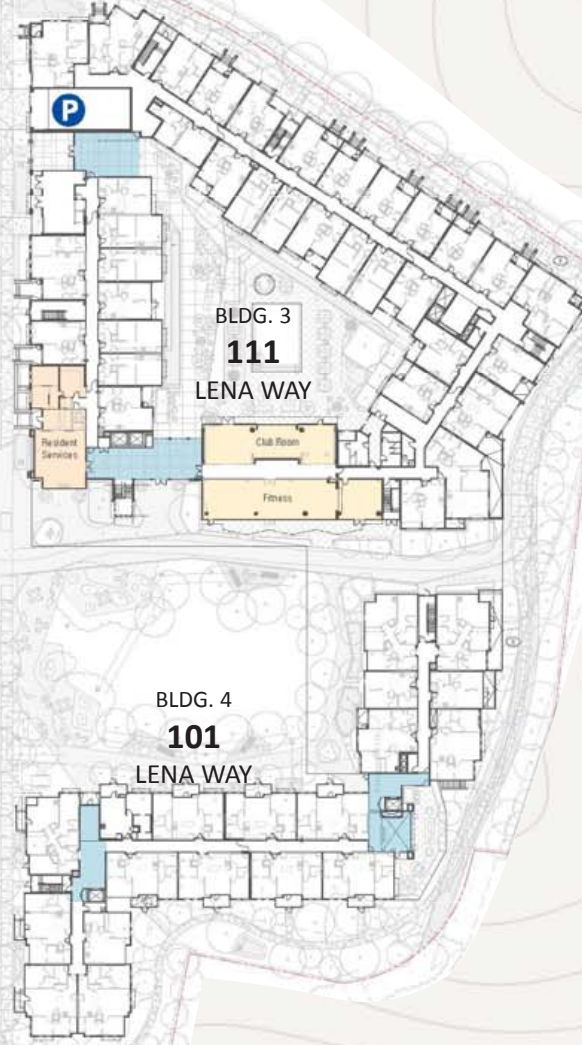 P
BLDG. 3
111
LENA WAY
Resident
Services
Club Room
Fitness
BLDG. 4
101
LENA WAY